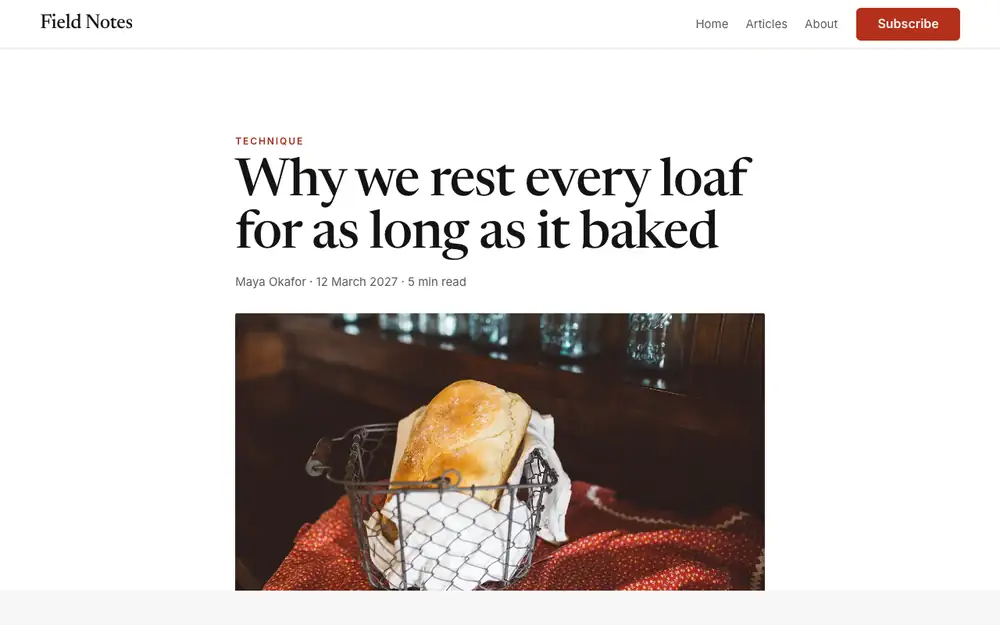 Field Notes
Home
Articles
About
Subscribe
TECHNIQUE
Why we rest every loaf
for as long as it baked
Maya Okafor · 12 March 2027 · 5 min read